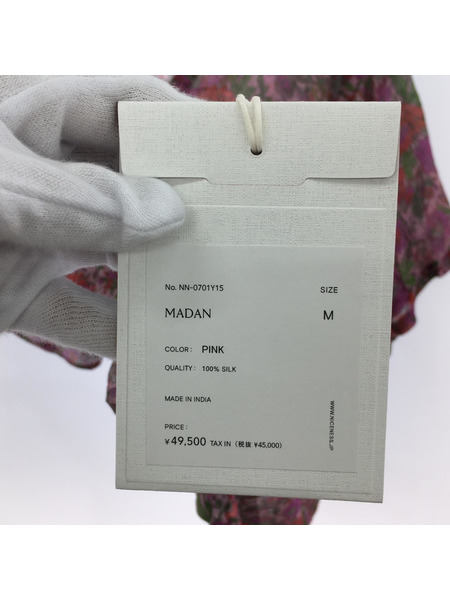 No. NN-0701Y15 SIZE
MADAN M
COLOR: PINK
QUALITY: 100% SILK
MADE IN INDIA
PRICE:
¥49,500 TAX IN (税抜 ¥45,000)
WWW.NICENESS.JP